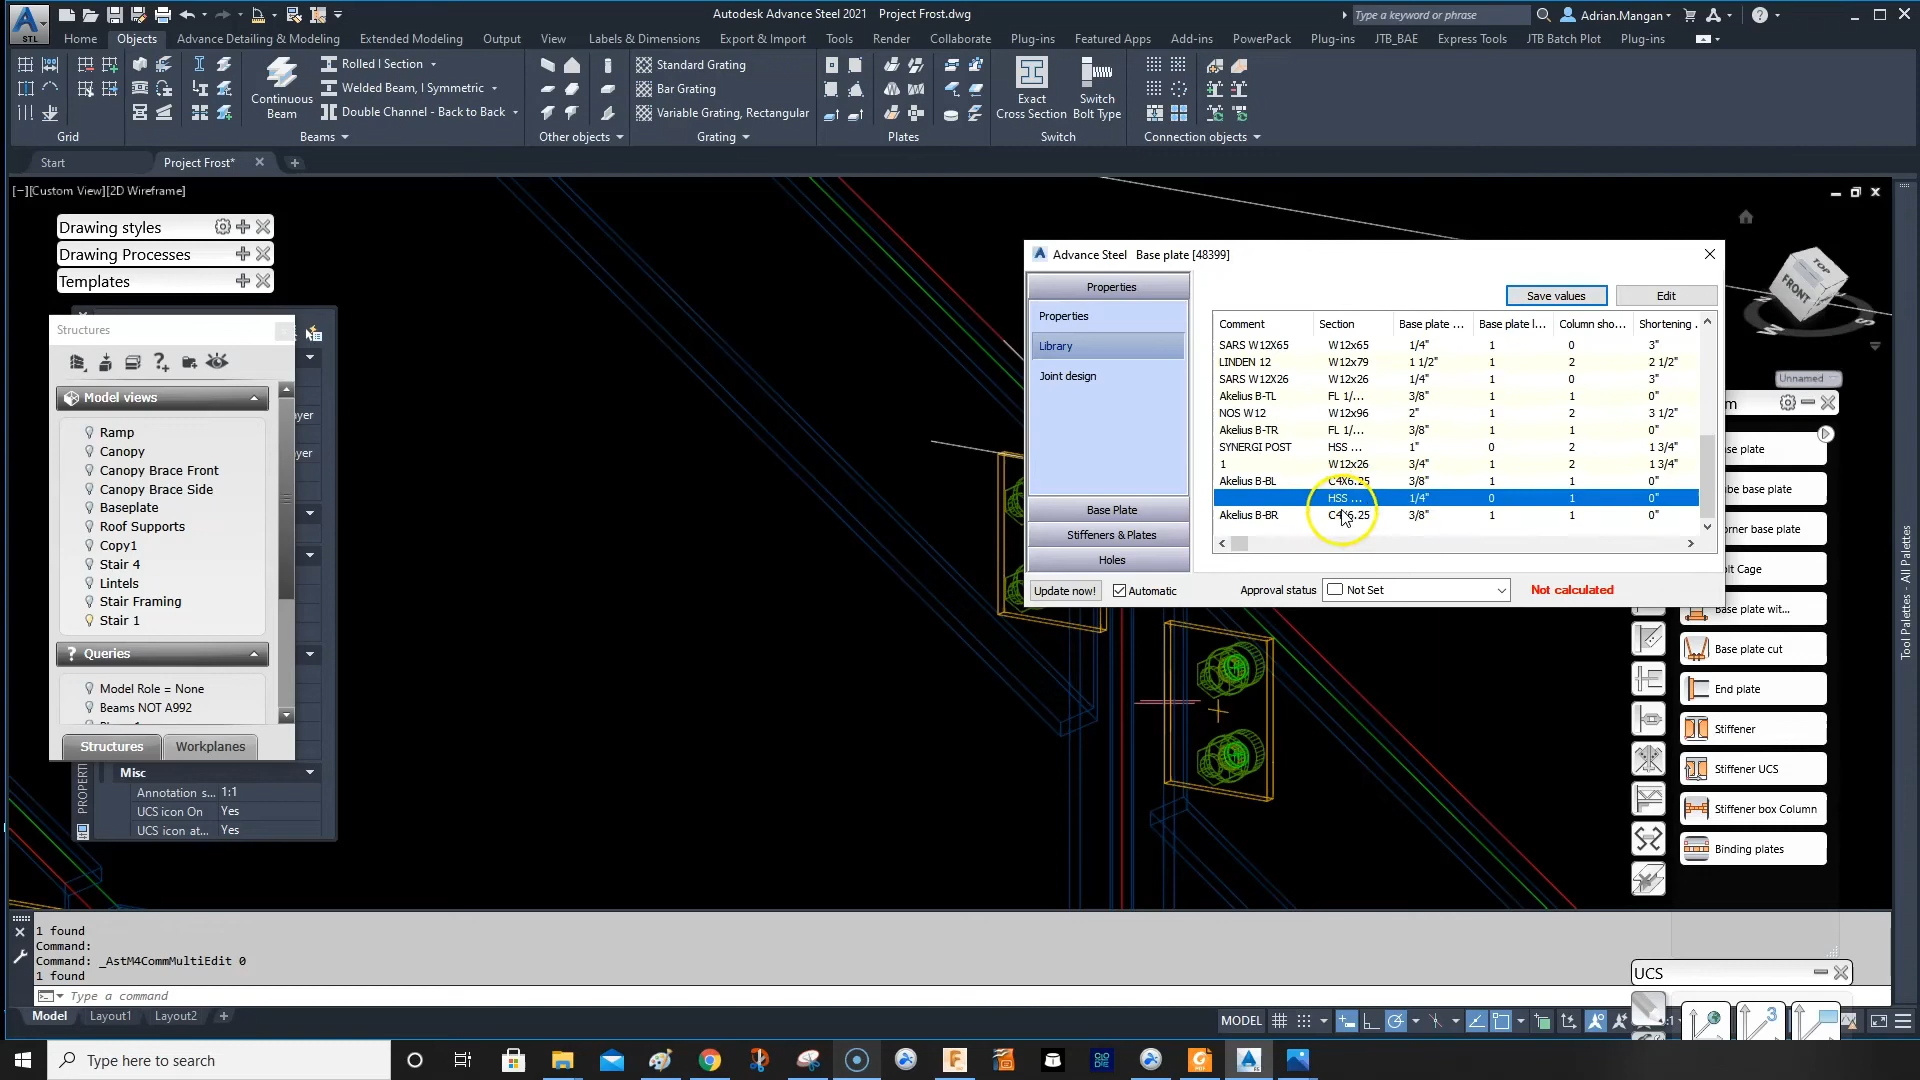 Autodesk Advance Steel 2021 Project Frost.dwg
Type a keyword or phrase
Adrian.Mangan
STL
Home Objects Advance Detailing & Modeling Extended Modeling Output View Labels & Dimensions Export & Import Tools Render Collaborate Plug-ins Featured Apps Add-ins PowerPack Plug-ins JTB_BAE Express Tools JTB Batch Plot Plug-ins
Rolled I Section
Welded Beam, I Symmetric
Double Channel - Back to Back
Continuous
Beam
Standard Grating
Bar Grating
Variable Grating, Rectangular
Exact
Cross Section
Switch
Bolt Type
Grid Beams Other objects Grating Plates Switch Connection objects
Start Project Frost*
[−][Custom View][2D Wireframe]
Drawing styles
Drawing Processes
Templates
Structures
Model views
Ramp
Canopy
Canopy Brace Front
Canopy Brace Side
Baseplate
Roof Supports
Copy1
Stair 4
Lintels
Stair Framing
Stair 1
Queries
Model Role = None
Beams NOT A992
Structures Workplanes
ayer
ayer
Misc
Annotation s... 1:1
UCS icon On Yes
UCS icon at... Yes
Advance Steel Base plate [48399]
Properties
Properties
Library
Joint design
Base Plate
Stiffeners & Plates
Holes
Save values Edit
Comment Section Base plate ... Base plate l... Column sho... Shortening .
SARS W12X65 W12x65 1/4" 1 0 3"
LINDEN 12 W12x79 1 1/2" 1 2 2 1/2"
SARS W12X26 W12x26 1/4" 1 0 3"
Akelius B-TL FL 1/... 3/8" 1 1 0"
NOS W12 W12x96 2" 1 2 3 1/2"
Akelius B-TR FL 1/... 3/8" 1 1 0"
SYNERGI POST HSS ... 1" 0 2 1 3/4"
1 W12x26 3/4" 1 2 1 3/4"
Akelius B-BL C4X6.25 3/8" 1 1 0"
HSS ... 1/4" 0 1 0"
Akelius B-BR C4X6.25 3/8" 1 1 0"
Update now! Automatic Approval status Not Set Not calculated
TOP
FRONT
W
S
Unnamed
m
se plate
ube base plate
orner base plate
olt Cage
Base plate wit...
Base plate cut
End plate
Stiffener
Stiffener UCS
Stiffener box Column
Binding plates
Tool Palettes - All Palettes
1 found
Command:
Command: _AstM4CommMultiEdit 0
1 found
Type a command
UCS
3
Model Layout1 Layout2
MODEL
Type here to search